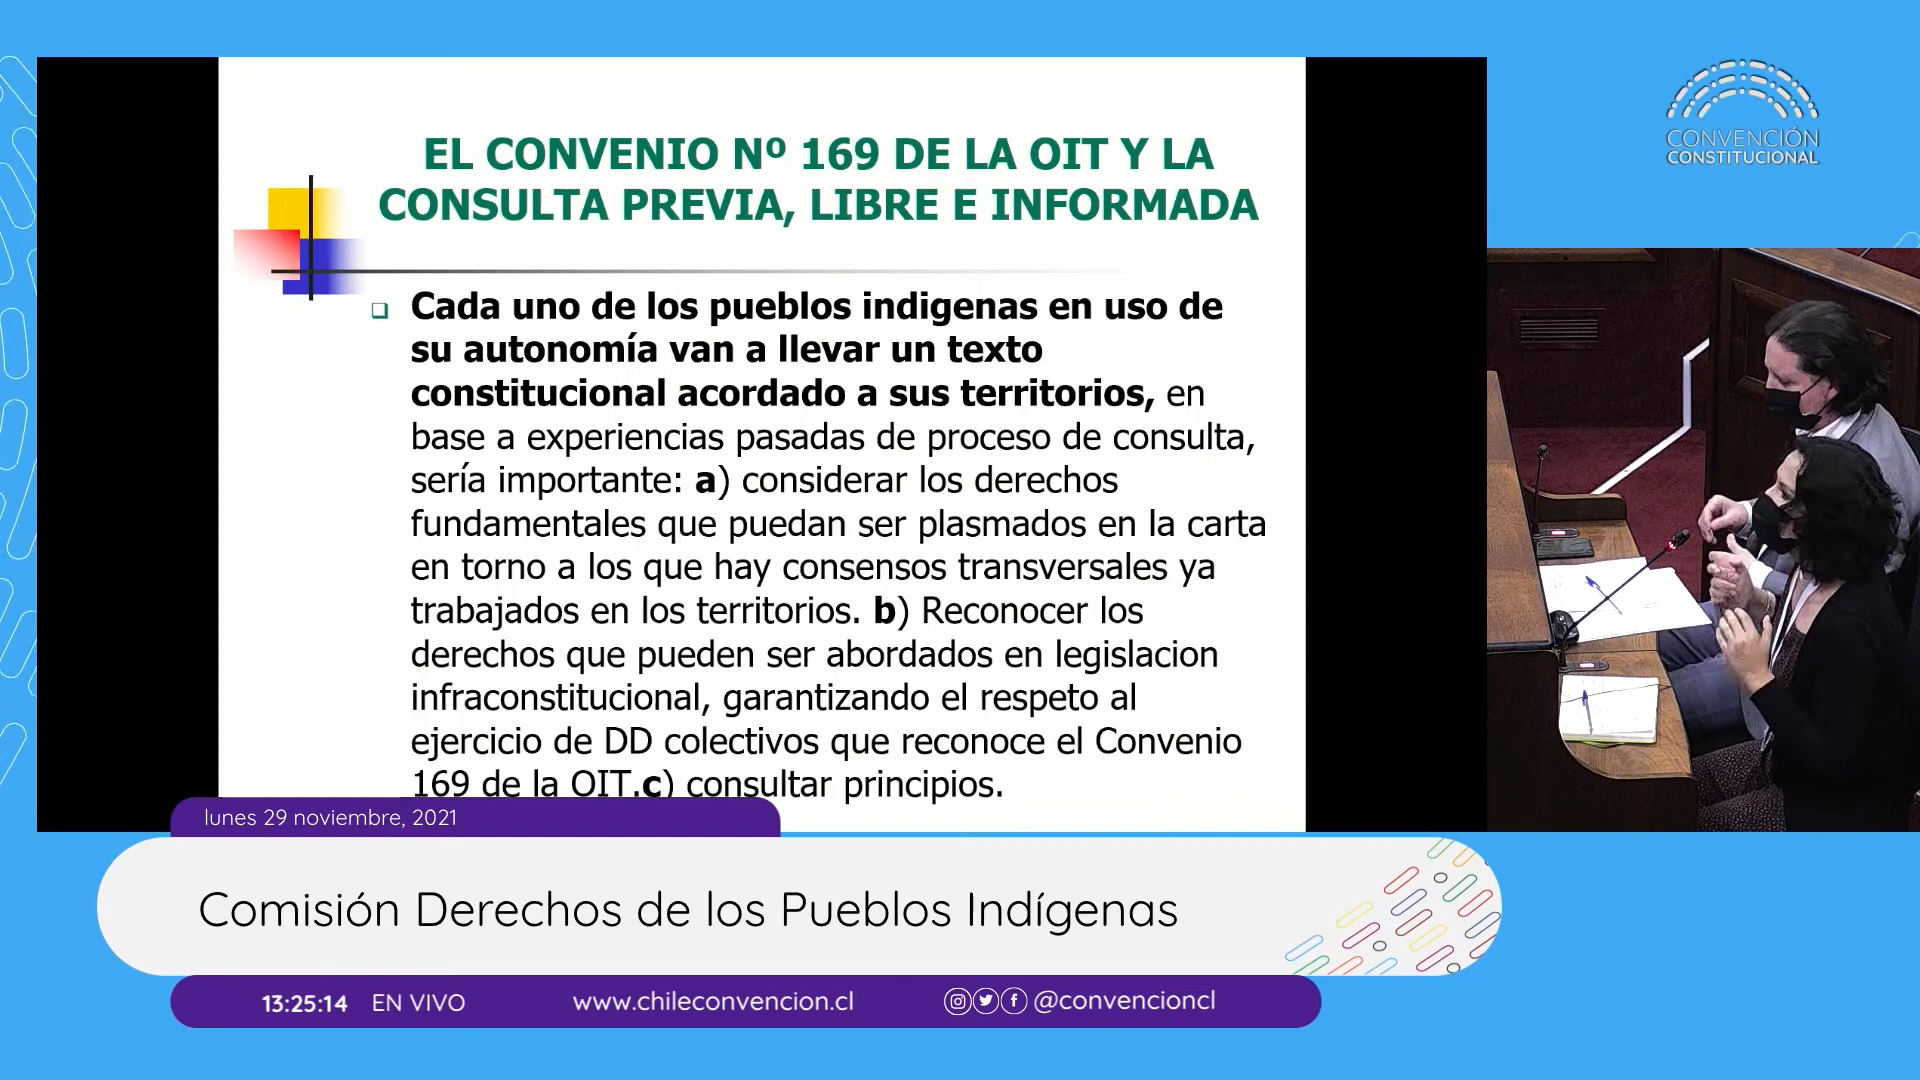 EL CONVENIO Nº 169 DE LA OIT Y LA
CONSULTA PREVIA, LIBRE E INFORMADA
Cada uno de los pueblos indigenas en uso de
su autonomía van a llevar un texto
constitucional acordado a sus territorios, en
base a experiencias pasadas de proceso de consulta,
sería importante: a) considerar los derechos
fundamentales que puedan ser plasmados en la carta
en torno a los que hay consensos transversales ya
trabajados en los territorios. b) Reconocer los
derechos que pueden ser abordados en legislacion
infraconstitucional, garantizando el respeto al
ejercicio de DD colectivos que reconoce el Convenio
169 de la OIT.c) consultar principios.
CONVENCIÓN
CONSTITUCIONAL
lunes 29 noviembre, 2021
Comisión Derechos de los Pueblos Indígenas
13:25:14 EN VIVO www.chileconvencion.cl @convencioncl